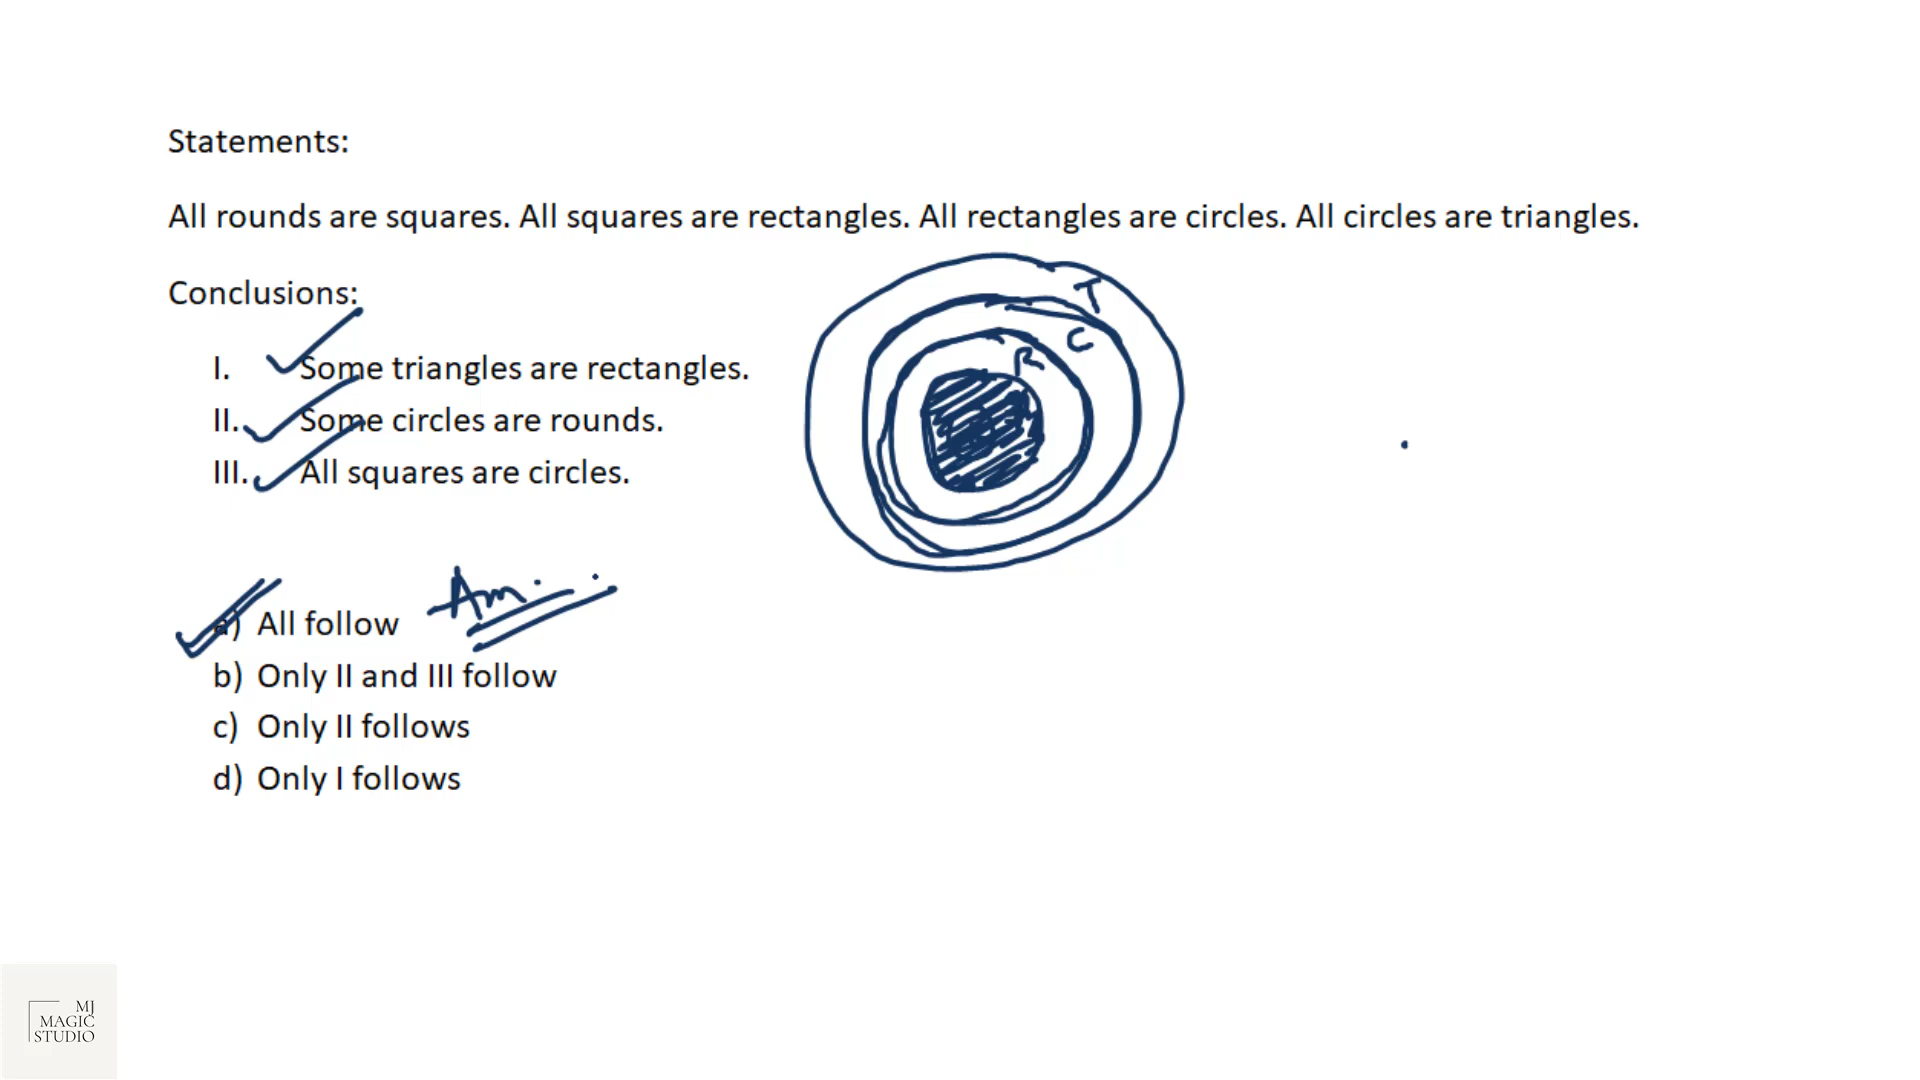 Statements:
All rounds are squares. All squares are rectangles. All rectangles are circles. All circles are triangles.
Conclusions:
I. Some triangles are rectangles.
II. Some circles are rounds.
III. All squares are circles.
T
C
R
a) All follow
b) Only II and III follow
c) Only II follows
d) Only I follows
MJ
MAGIC
STUDIO